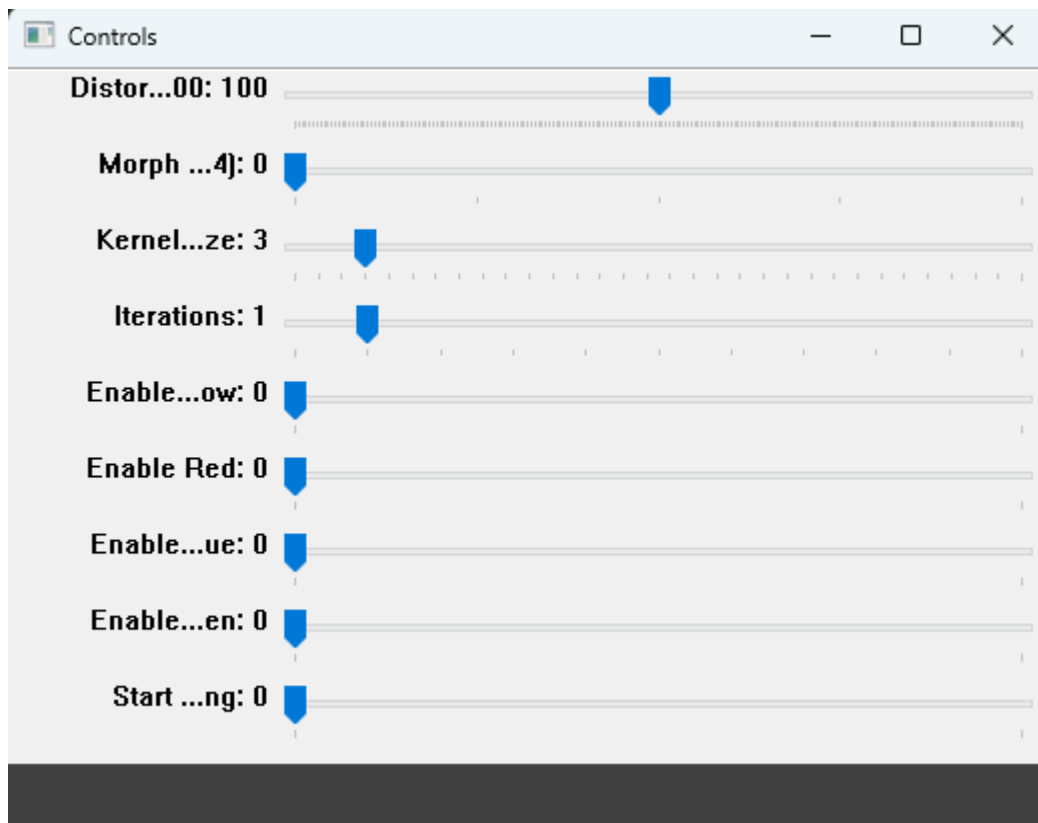 Controls
Distor...00: 100
Morph ...4): 0
Kernel...ze: 3
Iterations: 1
Enable...ow: 0
Enable Red: 0
Enable...ue: 0
Enable...en: 0
Start ...ng: 0